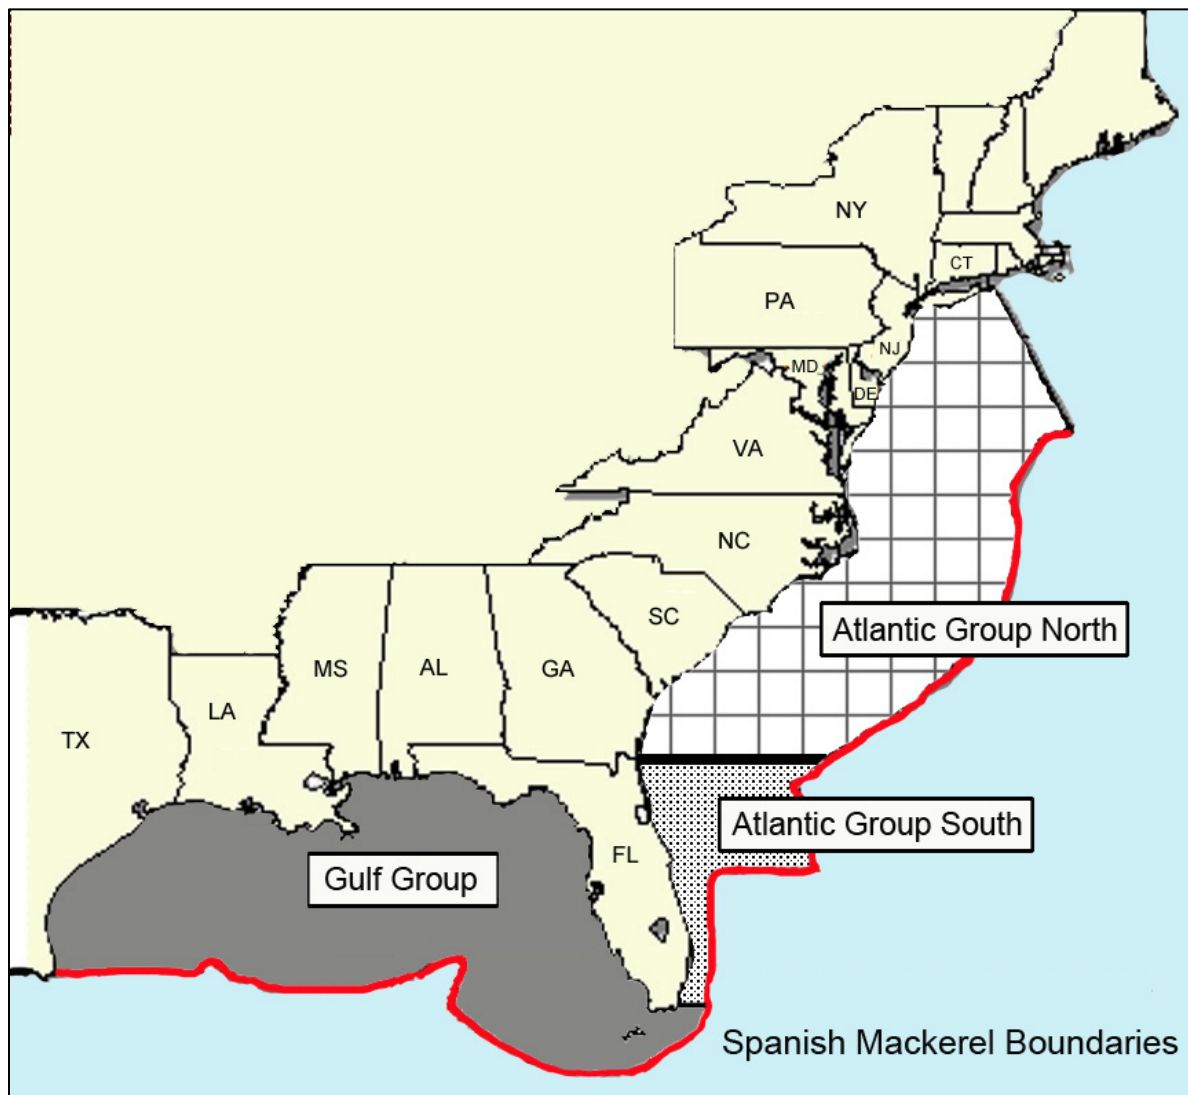 NY
CT
PA
NJ
MD
DE
VA
NC
SC
Atlantic Group North
MS
AL
GA
LA
TX
Atlantic Group South
FL
Gulf Group
Spanish Mackerel Boundaries